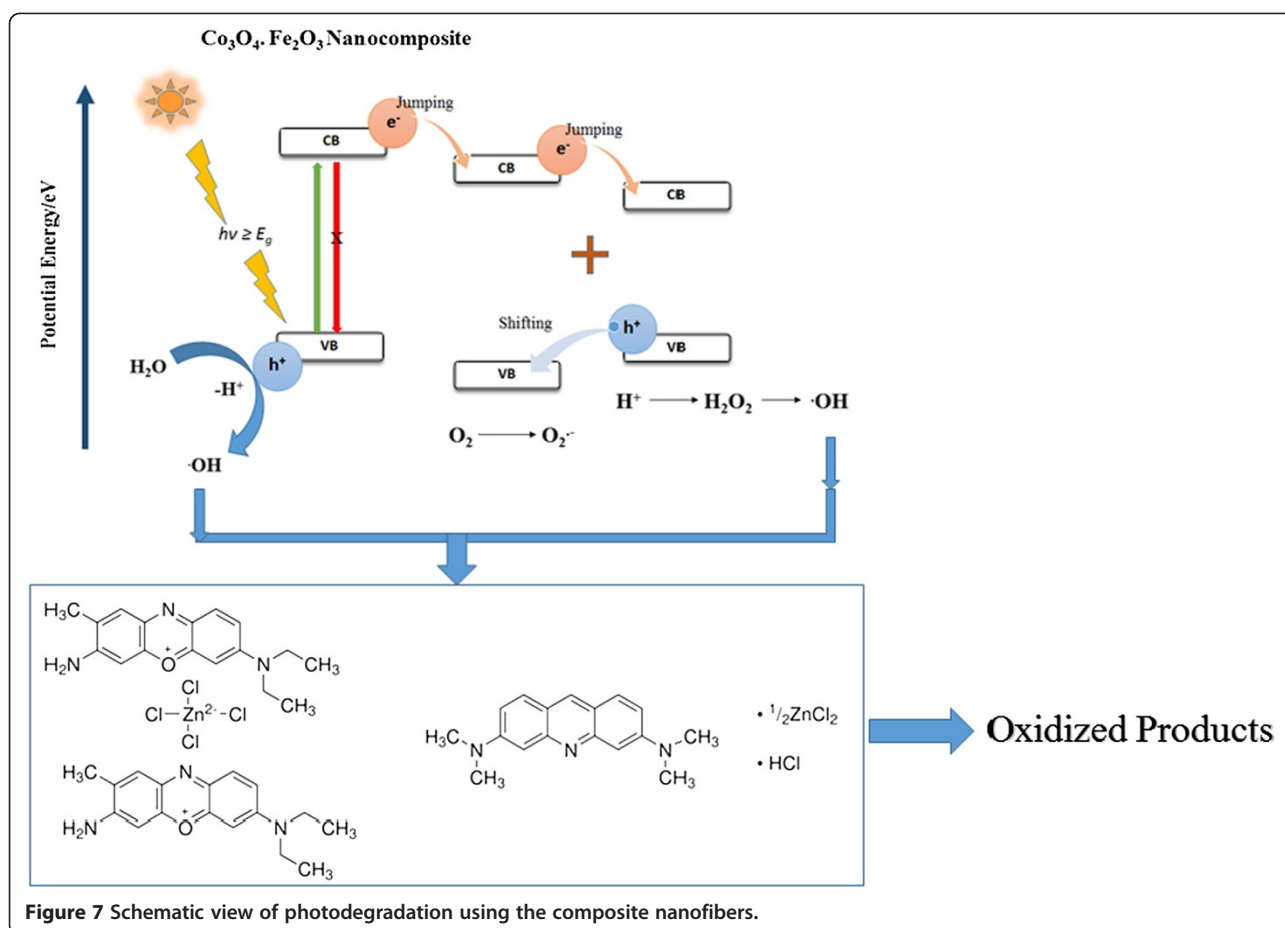 Co₃O₄. Fe₂O₃ Nanocomposite
Potential Energy/eV
hν ≥ E_g
CB
e⁻
Jumping
CB
e⁻
Jumping
CB
X
VB
h⁺
H₂O
-H⁺
·OH
Shifting
h⁺
VB
VB
H⁺ → H₂O₂ → ·OH
O₂ → O₂·⁻
H₃C
N
H₂N
O
+
N
CH₃
CH₃
Cl
Cl Zn²⁻ Cl
Cl
H₃C
N
H₂N
O
+
N
CH₃
CH₃
H₃C
N
CH₃
N
N
CH₃
CH₃
• ¹/₂ZnCl₂
• HCl
Oxidized Products
Figure 7 Schematic view of photodegradation using the composite nanofibers.